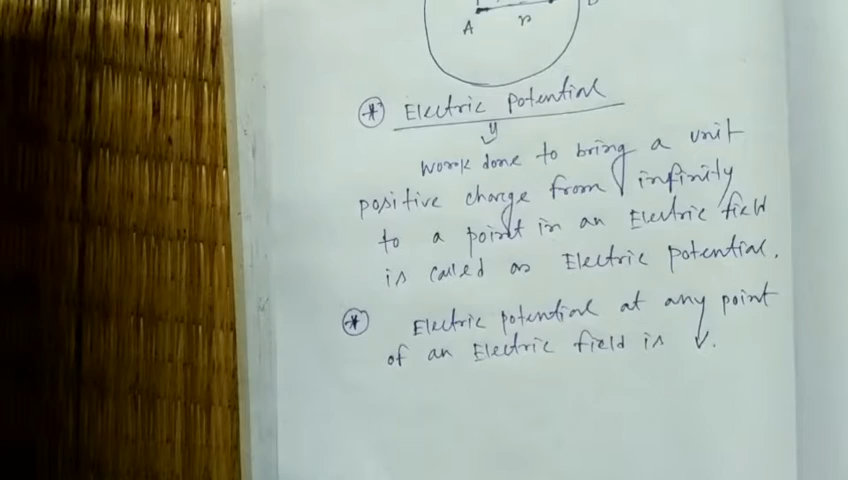 A r
Electric Potential
Work done to bring a unit
positive charge from infinity
to a point in an Electric field
is called as Electric potential.
Electric potential at any point
of an Electric field is V.